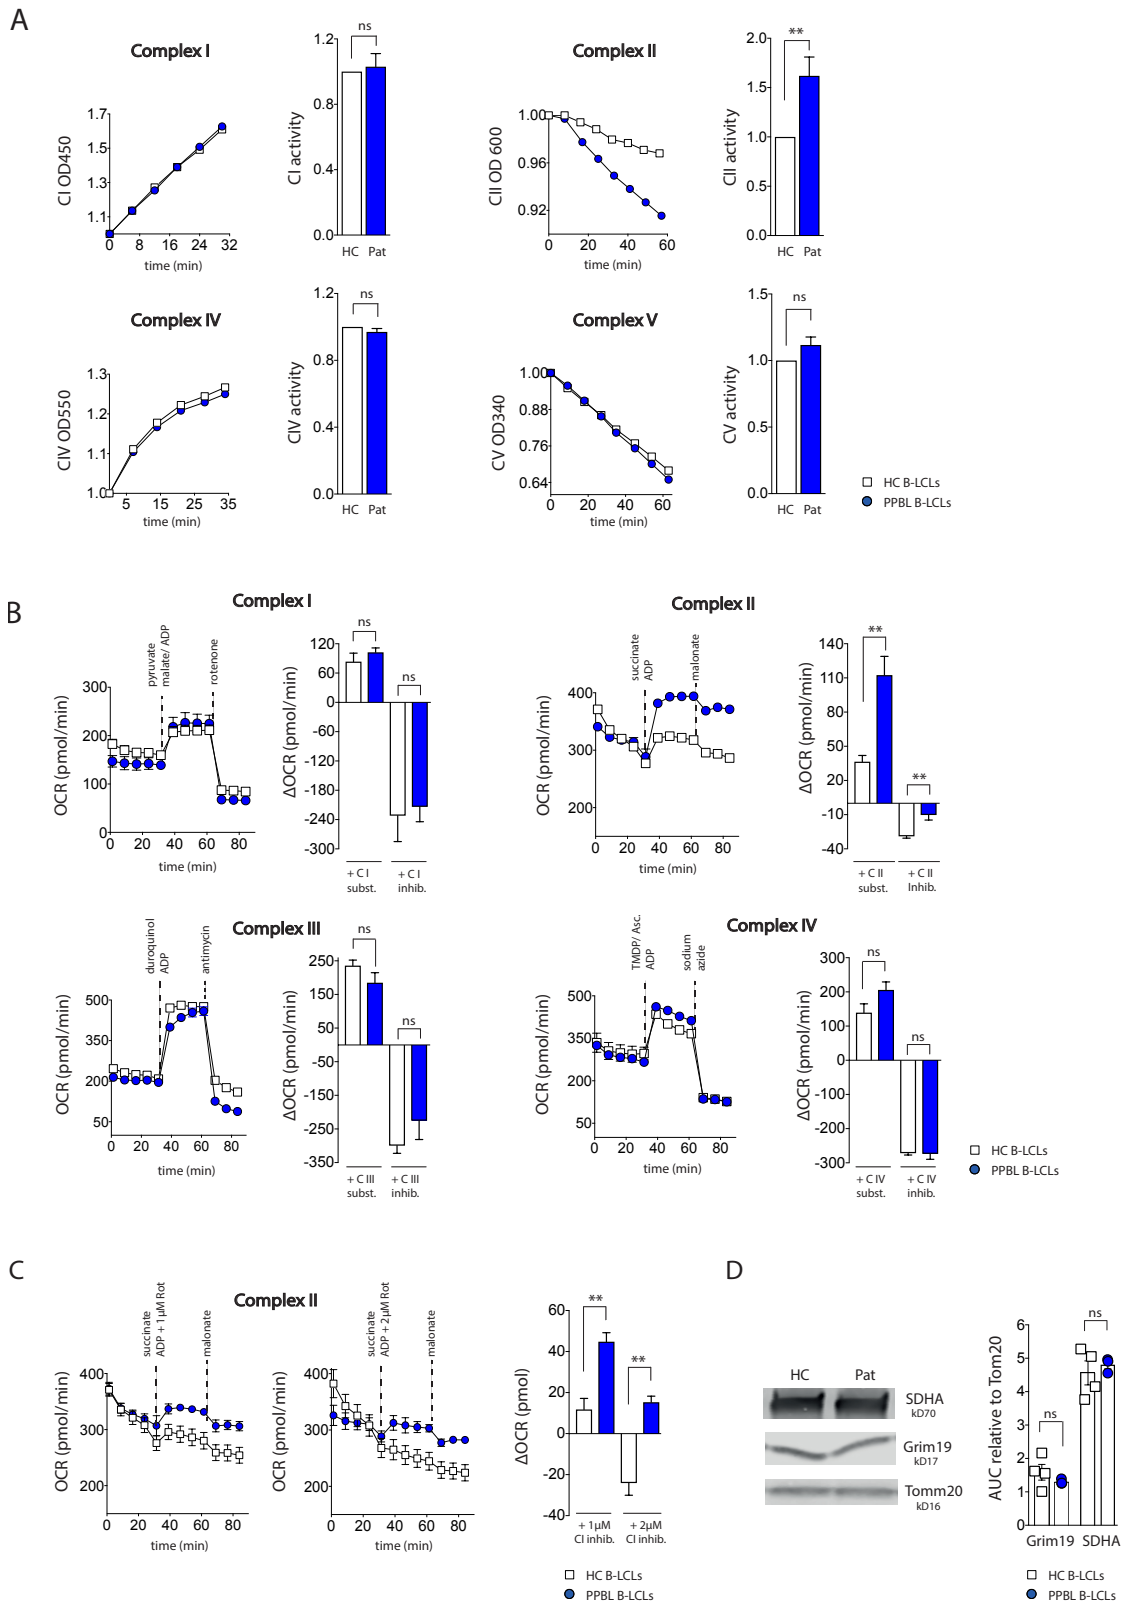 A
Complex I
1.7
1.5
1.3
1.1
CI OD450
0 8 16 24 32
time (min)
ns
1.2
0.8
0.4
0.0
CI activity
HC Pat
Complex II
1.00
0.96
0.92
CII OD 600
0 20 40 60
time (min)
**
2.0
1.5
1.0
0.5
0.0
CII activity
HC Pat
Complex IV
1.3
1.2
1.1
1.0
CIV OD550
5 15 25 35
time (min)
ns
1.2
0.8
0.4
0.0
CIV activity
HC Pat
Complex V
1.00
0.88
0.76
0.64
CV OD340
0 20 40 60
time (min)
ns
1.5
1.0
0.5
0.0
CV activity
HC Pat
HC B-LCLs
PPBL B-LCLs
B
Complex I
pyruvate
malate/ ADP
rotenone
300
200
100
0
OCR (pmol/min)
0 20 40 60 80
time (min)
ns
ns
120
60
0
-60
-120
-180
-240
-300
ΔOCR (pmol/min)
+ C I
subst.
+ C I
inhib.
Complex II
succinate
ADP
malonate
400
300
200
OCR (pmol/min)
0 20 40 60 80
time (min)
**
**
140
110
80
50
20
-10
-40
ΔOCR (pmol/min)
+ C II
subst.
+ C II
Inhib.
Complex III
duroquinol
ADP
antimycin
500
350
200
50
OCR (pmol/min)
0 20 40 60 80
time (min)
ns
ns
250
150
50
-50
-150
-250
-350
ΔOCR (pmol/min)
+ C III
subst.
+ C III
inhib.
Complex IV
TMDP/ Asc.
ADP
sodium
azide
500
350
200
50
OCR (pmol/min)
0 20 40 60 80
time (min)
ns
ns
300
200
100
0
-100
-200
-300
ΔOCR (pmol/min)
+ C IV
subst.
+ C IV
inhib.
HC B-LCLs
PPBL B-LCLs
C
Complex II
succinate
ADP + 1µM Rot
malonate
400
300
200
OCR (pmol/min)
0 20 40 60 80
time (min)
succinate
ADP + 2µM Rot
malonate
400
300
200
OCR (pmol/min)
0 20 40 60 80
time (min)
**
**
60
40
20
0
-20
-40
ΔOCR (pmol)
+ 1µM
CI inhib.
+ 2µM
CI inhib.
HC B-LCLs
PPBL B-LCLs
D
HC Pat
SDHA
kD70
Grim19
kD17
Tomm20
kD16
ns
ns
6
5
4
3
2
1
0
AUC relative to Tom20
Grim19 SDHA
HC B-LCLs
PPBL B-LCLs